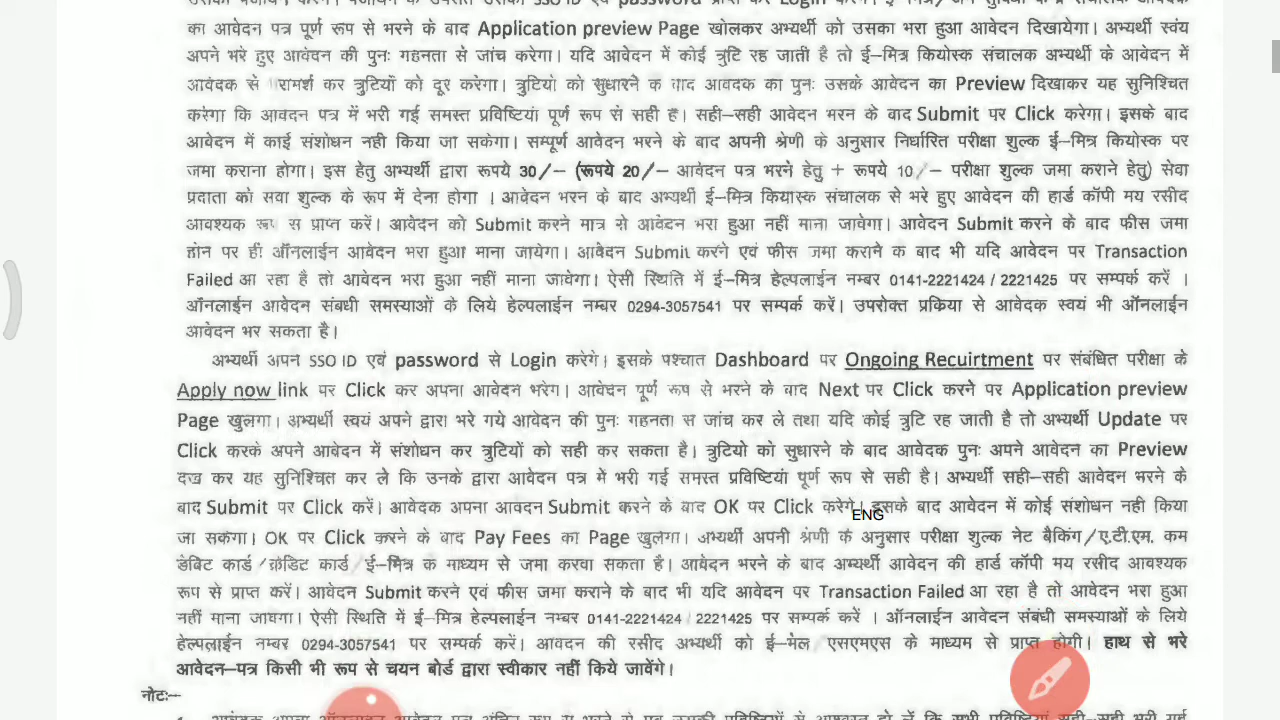 का आवेदन पत्र पूर्ण रूप से भरने के बाद Application preview Page खोलकर अभ्यर्थी को उसका भरा हुआ आवेदन दिखायेगा। अभ्यर्थी स्वंय
अपने भरे हुए आवेदन की पुनः गहनता से जांच करेगा। यदि आवेदन में कोई त्रुटि रह जाती है तो ई–मित्र कियोस्क संचालक अभ्यर्थी के आवेदन में
आवेदक से परामर्श कर त्रुटियों को दूर करेगा। त्रुटियों को सुधारने के बाद आवेदक का पुनः उसके आवेदन का Preview दिखाकर यह सुनिश्चित
करेगा कि आवेदन पत्र में भरी गई समस्त प्रविष्टियां पूर्ण रूप से सही है। सही–सही आवेदन भरने के बाद Submit पर Click करेगा। इसके बाद
आवेदन में कोई संशोधन नही किया जा सकेगा। सम्पूर्ण आवेदन भरने के बाद अपनी श्रेणी के अनुसार निर्धारित परीक्षा शुल्क ई–मित्र कियोस्क पर
जमा कराना होगा। इस हेतु अभ्यर्थी द्वारा रूपये 30/– (रूपये 20/– आवेदन पत्र भरने हेतु + रूपये 10/– परीक्षा शुल्क जमा कराने हेतु) सेवा
प्रदाता को सेवा शुल्क के रूप में देना होगा । आवेदन भरने के बाद अभ्यर्थी ई–मित्र कियोस्क संचालक से भरे हुए आवेदन की हार्ड कॉपी मय रसीद
आवश्यक रूप से प्राप्त करें। आवेदन को Submit करने मात्र से आवेदन भरा हुआ नहीं माना जावेगा। आवेदन Submit करने के बाद फीस जमा
होने पर ही ऑनलाईन आवेदन भरा हुआ माना जायेगा। आवेदन Submit करने एवं फीस जमा कराने के बाद भी यदि आवेदन पर Transaction
Failed आ रहा है तो आवेदन भरा हुआ नहीं माना जावेगा। ऐसी स्थिति में ई–मित्र हेल्पलाईन नम्बर 0141-2221424 / 2221425 पर सम्पर्क करें ।
ऑनलाईन आवेदन संबंधी समस्याओं के लिये हेल्पलाईन नम्बर 0294-3057541 पर सम्पर्क करें। उपरोक्त प्रक्रिया से आवेदक स्वयं भी ऑनलाईन
आवेदन भर सकता है।
अभ्यर्थी अपने SSO ID एवं password से Login करेगे। इसके पश्चात Dashboard पर Ongoing Recuirtment पर संबंधित परीक्षा के
Apply now link पर Click कर अपना आवेदन भरेगे। आवेदन पूर्ण रूप से भरने के बाद Next पर Click करने पर Application preview
Page खुलेगा। अभ्यर्थी स्वयं अपने द्वारा भरे गये आवेदन की पुनः गहनता से जांच कर ले तथा यदि कोई त्रुटि रह जाती है तो अभ्यर्थी Update पर
Click करके अपने आवेदन में संशोधन कर त्रुटियों को सही कर सकता है। त्रुटियो को सुधारने के बाद आवेदक पुनः अपने आवेदन का Preview
देख कर यह सुनिश्चित कर ले कि उनके द्वारा आवेदन पत्र में भरी गई समस्त प्रविष्टियां पूर्ण रूप से सही है। अभ्यर्थी सही–सही आवेदन भरने के
बाद Submit पर Click करें। आवेदक अपना आवेदन Submit करने के बाद OK पर Click करेगे। इसके बाद आवेदन में कोई संशोधन नही किया
ENG
जा सकेगा। OK पर Click करने के बाद Pay Fees का Page खुलेगा। अभ्यर्थी अपनी श्रेणी के अनुसार परीक्षा शुल्क नेट बैकिंग/ए.टी.एम. कम
डेबिट कार्ड/क्रेडिट कार्ड/ई–मित्र के माध्यम से जमा करवा सकता है। आवेदन भरने के बाद अभ्यर्थी आवेदन की हार्ड कॉपी मय रसीद आवश्यक
रूप से प्राप्त करें। आवेदन Submit करने एवं फीस जमा कराने के बाद भी यदि आवेदन पर Transaction Failed आ रहा है तो आवेदन भरा हुआ
नहीं माना जावेगा। ऐसी स्थिति में ई–मित्र हेल्पलाईन नम्बर 0141-2221424 / 2221425 पर सम्पर्क करें । ऑनलाईन आवेदन संबंधी समस्याओं के लिये
हेल्पलाईन नम्बर 0294-3057541 पर सम्पर्क करें। आवेदन की रसीद अभ्यर्थी को ई–मेल/एसएमएस के माध्यम से प्राप्त होगी। हाथ से भरे
आवेदन–पत्र किसी भी रूप से चयन बोर्ड द्वारा स्वीकार नहीं किये जायेंगे।
नोटः–